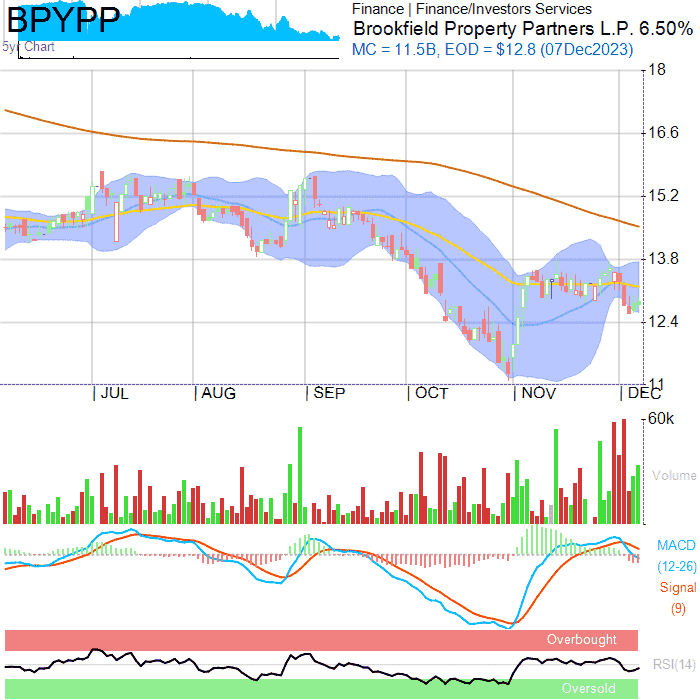 BPYPP
5yr Chart
Finance | Finance/Investors Services
Brookfield Property Partners L.P. 6.50%
MC = 11.5B, EOD = $12.8 (07Dec2023)
18
16.6
15.2
13.8
12.4
11
JUL
AUG
SEP
OCT
NOV
DEC
60k
Volume
MACD
(12-26)
Signal
(9)
Overbought
RSI(14)
Oversold